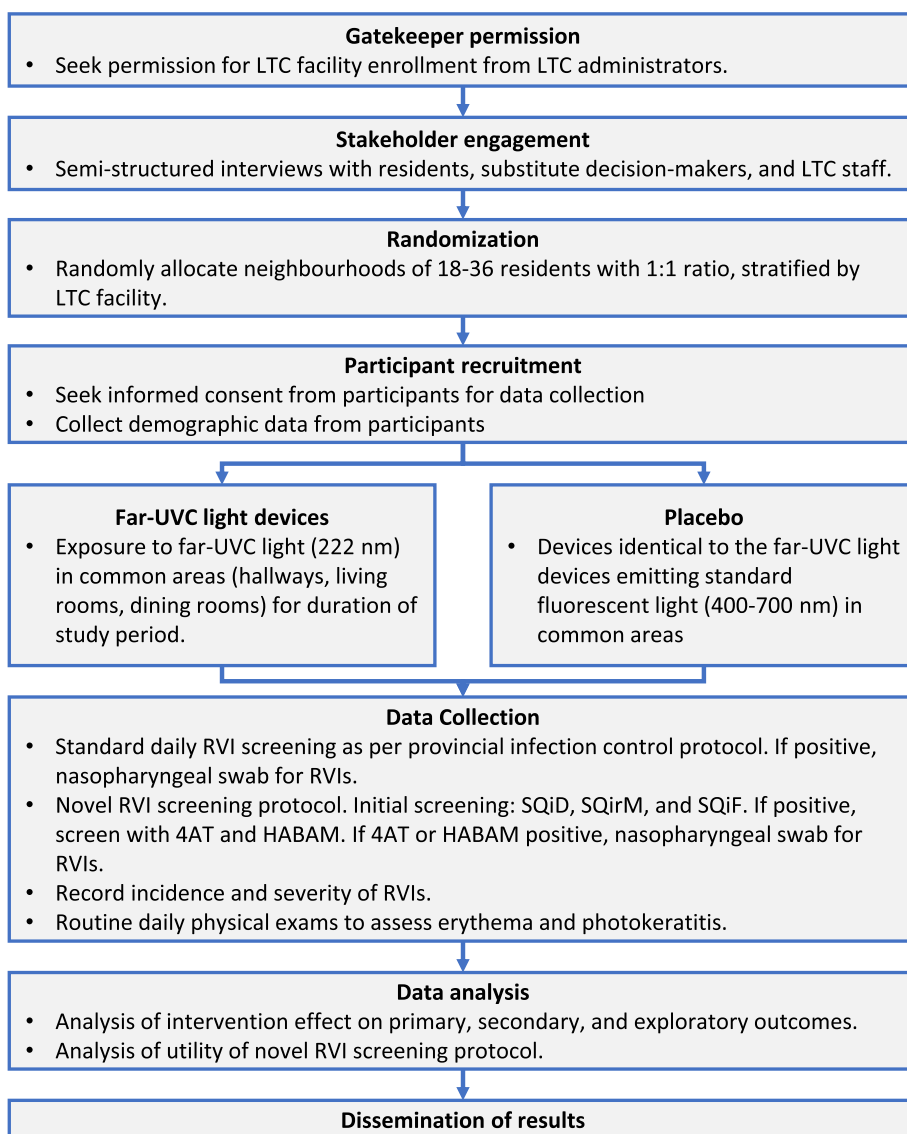 Gatekeeper permission
• Seek permission for LTC facility enrollment from LTC administrators.
Stakeholder engagement
• Semi-structured interviews with residents, substitute decision-makers, and LTC staff.
Randomization
• Randomly allocate neighbourhoods of 18-36 residents with 1:1 ratio, stratified by
LTC facility.
Participant recruitment
• Seek informed consent from participants for data collection
• Collect demographic data from participants
Far-UVC light devices
• Exposure to far-UVC light (222 nm)
in common areas (hallways, living
rooms, dining rooms) for duration of
study period.
Placebo
• Devices identical to the far-UVC light
devices emitting standard
fluorescent light (400-700 nm) in
common areas
Data Collection
• Standard daily RVI screening as per provincial infection control protocol. If positive,
nasopharyngeal swab for RVIs.
• Novel RVI screening protocol. Initial screening: SQiD, SQirM, and SQiF. If positive,
screen with 4AT and HABAM. If 4AT or HABAM positive, nasopharyngeal swab for
RVIs.
• Record incidence and severity of RVIs.
• Routine daily physical exams to assess erythema and photokeratitis.
Data analysis
• Analysis of intervention effect on primary, secondary, and exploratory outcomes.
• Analysis of utility of novel RVI screening protocol.
Dissemination of results